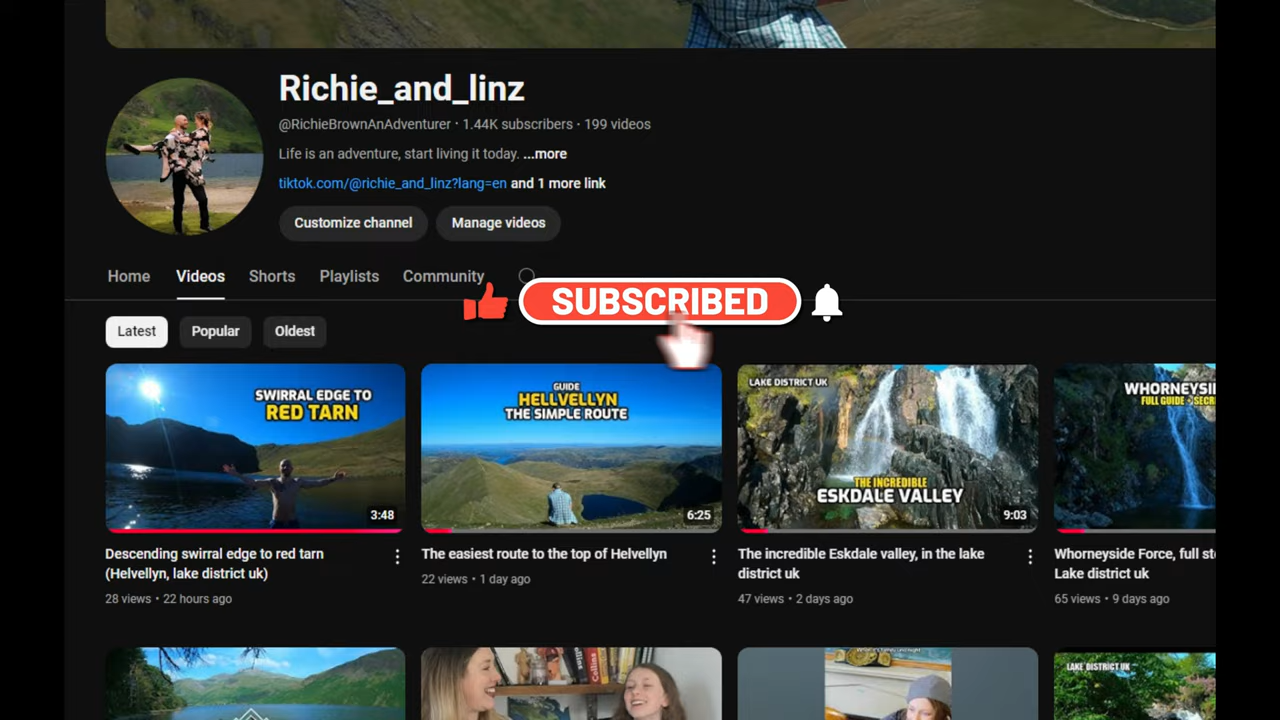 Richie_and_linz
@RichieBrownAnAdventurer · 1.44K subscribers · 199 videos
Life is an adventure, start living it today. ...more
tiktok.com/@richie_and_linz?lang=en and 1 more link
Customize channel Manage videos
Home Videos Shorts Playlists Community
SUBSCRIBED
Latest Popular Oldest
SWIRRAL EDGE TO
RED TARN
3:48
GUIDE
HELLVELLYN
THE SIMPLE ROUTE
6:25
LAKE DISTRICT UK
THE INCREDIBLE
ESKDALE VALLEY
9:03
WHORNEYSI
FULL GUIDE + SECR
Descending swirral edge to red tarn
(Helvellyn, lake district uk)
28 views · 22 hours ago
The easiest route to the top of Helvellyn
22 views · 1 day ago
The incredible Eskdale valley, in the lake
district uk
47 views · 2 days ago
Whorneyside Force, full st
Lake district uk
65 views · 9 days ago
Collins
LAKE DISTRICT UK